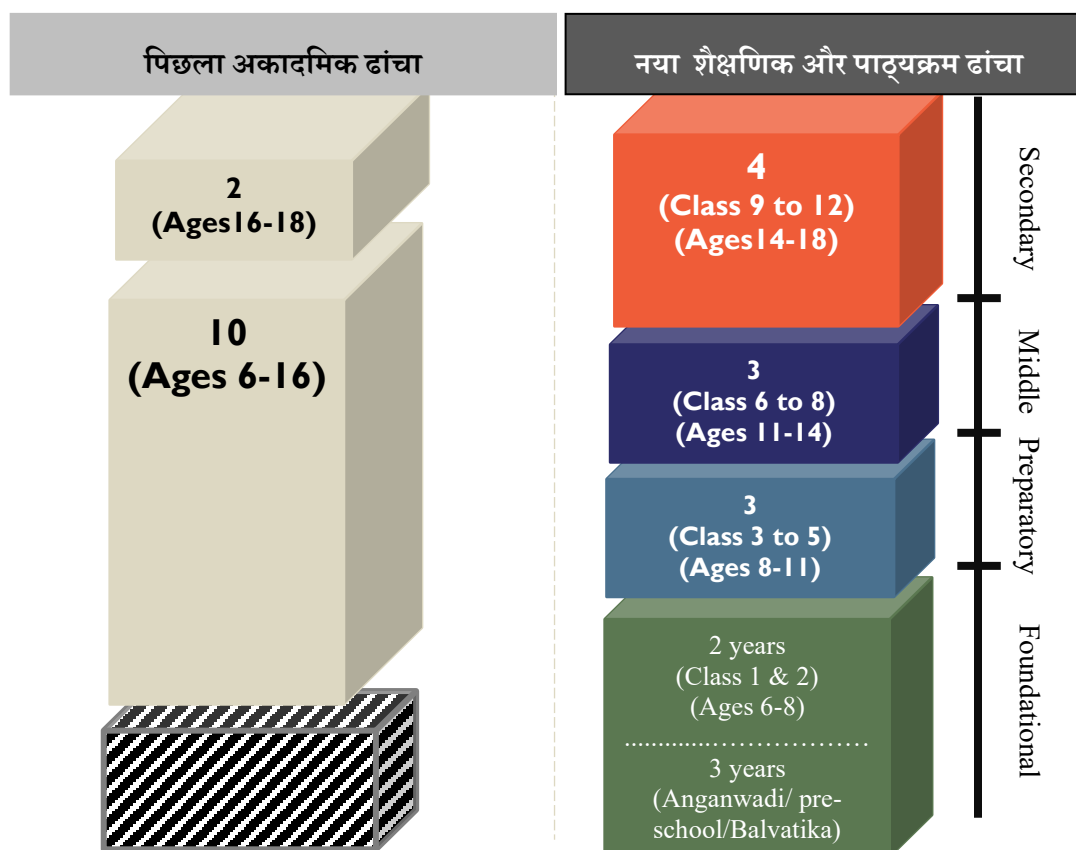 पिछला अकादमिक ढांचा
2
(Ages16-18)
10
(Ages 6-16)
नया शैक्षणिक और पाठ्यक्रम ढांचा
4
(Class 9 to 12)
(Ages14-18)
3
(Class 6 to 8)
(Ages 11-14)
3
(Class 3 to 5)
(Ages 8-11)
2 years
(Class 1 & 2)
(Ages 6-8)
.............………………
3 years
(Anganwadi/ pre-
school/Balvatika)
Secondary
Middle
Preparatory
Foundational